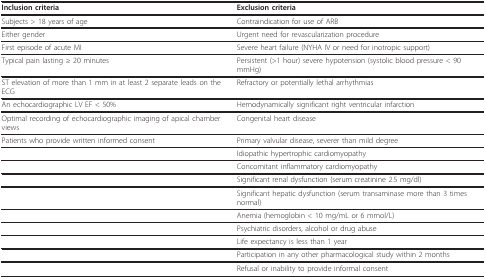 Inclusion criteria Exclusion criteria
Subjects > 18 years of age Contraindication for use of ARB
Either gender Urgent need for revascularization procedure
First episode of acute MI Severe heart failure (NYHA IV or need for inotropic support)
Typical pain lasting ≥ 20 minutes Persistent (>1 hour) severe hypotension (systolic blood pressure < 90
mmHg)
ST elevation of more than 1 mm in at least 2 separate leads on the Refractory or potentially lethal arrhythmias
ECG
An echocardiographic LV EF < 50% Hemodynamically significant right ventricular infarction
Optimal recording of echocardiographic imaging of apical chamber Congenital heart disease
views
Patients who provide written informed consent Primary valvular disease, severer than mild degree
Idiopathic hypertrophic cardiomyopathy
Concomitant inflammatory cardiomyopathy
Significant renal dysfunction (serum creatinine 2.5 mg/dl)
Significant hepatic dysfunction (serum transaminase more than 3 times
normal)
Anemia (hemoglobin < 10 mg/mL or 6 mmol/L)
Psychiatric disorders, alcohol or drug abuse
Life expectancy is less than 1 year
Participation in any other pharmacological study within 2 months
Refusal or inability to provide informal consent